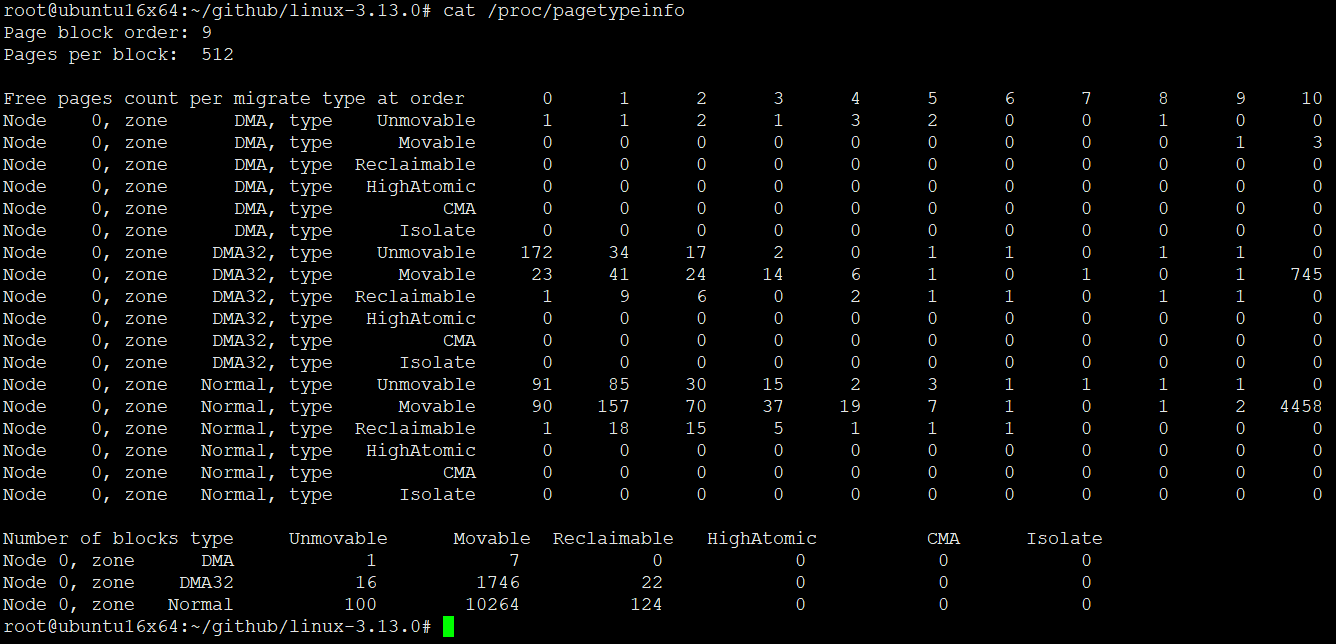 root@ubuntu16x64:~/github/linux-3.13.0# cat /proc/pagetypeinfo
Page block order: 9
Pages per block:  512

Free pages count per migrate type at order       0      1      2      3      4      5      6      7      8      9     10
Node    0, zone      DMA, type    Unmovable      1      1      2      1      3      2      0      0      1      0      0
Node    0, zone      DMA, type      Movable      0      0      0      0      0      0      0      0      0      1      3
Node    0, zone      DMA, type  Reclaimable      0      0      0      0      0      0      0      0      0      0      0
Node    0, zone      DMA, type   HighAtomic      0      0      0      0      0      0      0      0      0      0      0
Node    0, zone      DMA, type          CMA      0      0      0      0      0      0      0      0      0      0      0
Node    0, zone      DMA, type      Isolate      0      0      0      0      0      0      0      0      0      0      0
Node    0, zone    DMA32, type    Unmovable    172     34     17      2      0      1      1      0      1      1      0
Node    0, zone    DMA32, type      Movable     23     41     24     14      6      1      0      1      0      1    745
Node    0, zone    DMA32, type  Reclaimable      1      9      6      0      2      1      1      0      1      1      0
Node    0, zone    DMA32, type   HighAtomic      0      0      0      0      0      0      0      0      0      0      0
Node    0, zone    DMA32, type          CMA      0      0      0      0      0      0      0      0      0      0      0
Node    0, zone    DMA32, type      Isolate      0      0      0      0      0      0      0      0      0      0      0
Node    0, zone   Normal, type    Unmovable     91     85     30     15      2      3      1      1      1      1      0
Node    0, zone   Normal, type      Movable     90    157     70     37     19      7      1      0      1      2   4458
Node    0, zone   Normal, type  Reclaimable      1     18     15      5      1      1      1      0      0      0      0
Node    0, zone   Normal, type   HighAtomic      0      0      0      0      0      0      0      0      0      0      0
Node    0, zone   Normal, type          CMA      0      0      0      0      0      0      0      0      0      0      0
Node    0, zone   Normal, type      Isolate      0      0      0      0      0      0      0      0      0      0      0

Number of blocks type     Unmovable      Movable  Reclaimable   HighAtomic          CMA      Isolate
Node 0, zone      DMA            1            7            0            0            0            0
Node 0, zone    DMA32           16         1746           22            0            0            0
Node 0, zone   Normal          100        10264          124            0            0            0
root@ubuntu16x64:~/github/linux-3.13.0#